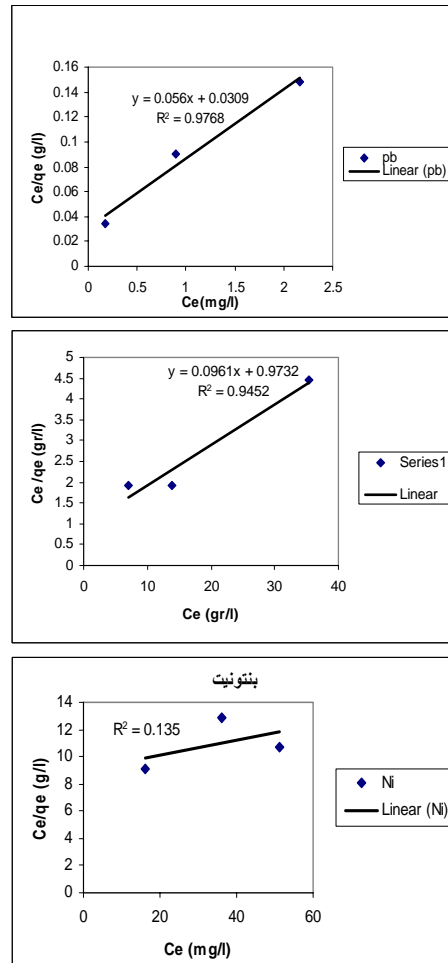 0.16
0.14
0.12
0.1
0.08
0.06
0.04
0.02
0
Ce/qe (g/l)
y = 0.056x + 0.0309
R² = 0.9768
0 0.5 1 1.5 2 2.5
Ce(mg/l)
pb
Linear (pb)
5
4.5
4
3.5
3
2.5
2
1.5
1
0.5
0
Ce /qe (gr/l)
y = 0.0961x + 0.9732
R² = 0.9452
0 10 20 30 40
Ce (gr/l)
Series1
Linear
بنتونيت
14
12
10
8
6
4
2
0
Ce/qe (g/l)
R² = 0.135
0 20 40 60
Ce (mg/l)
Ni
Linear (Ni)